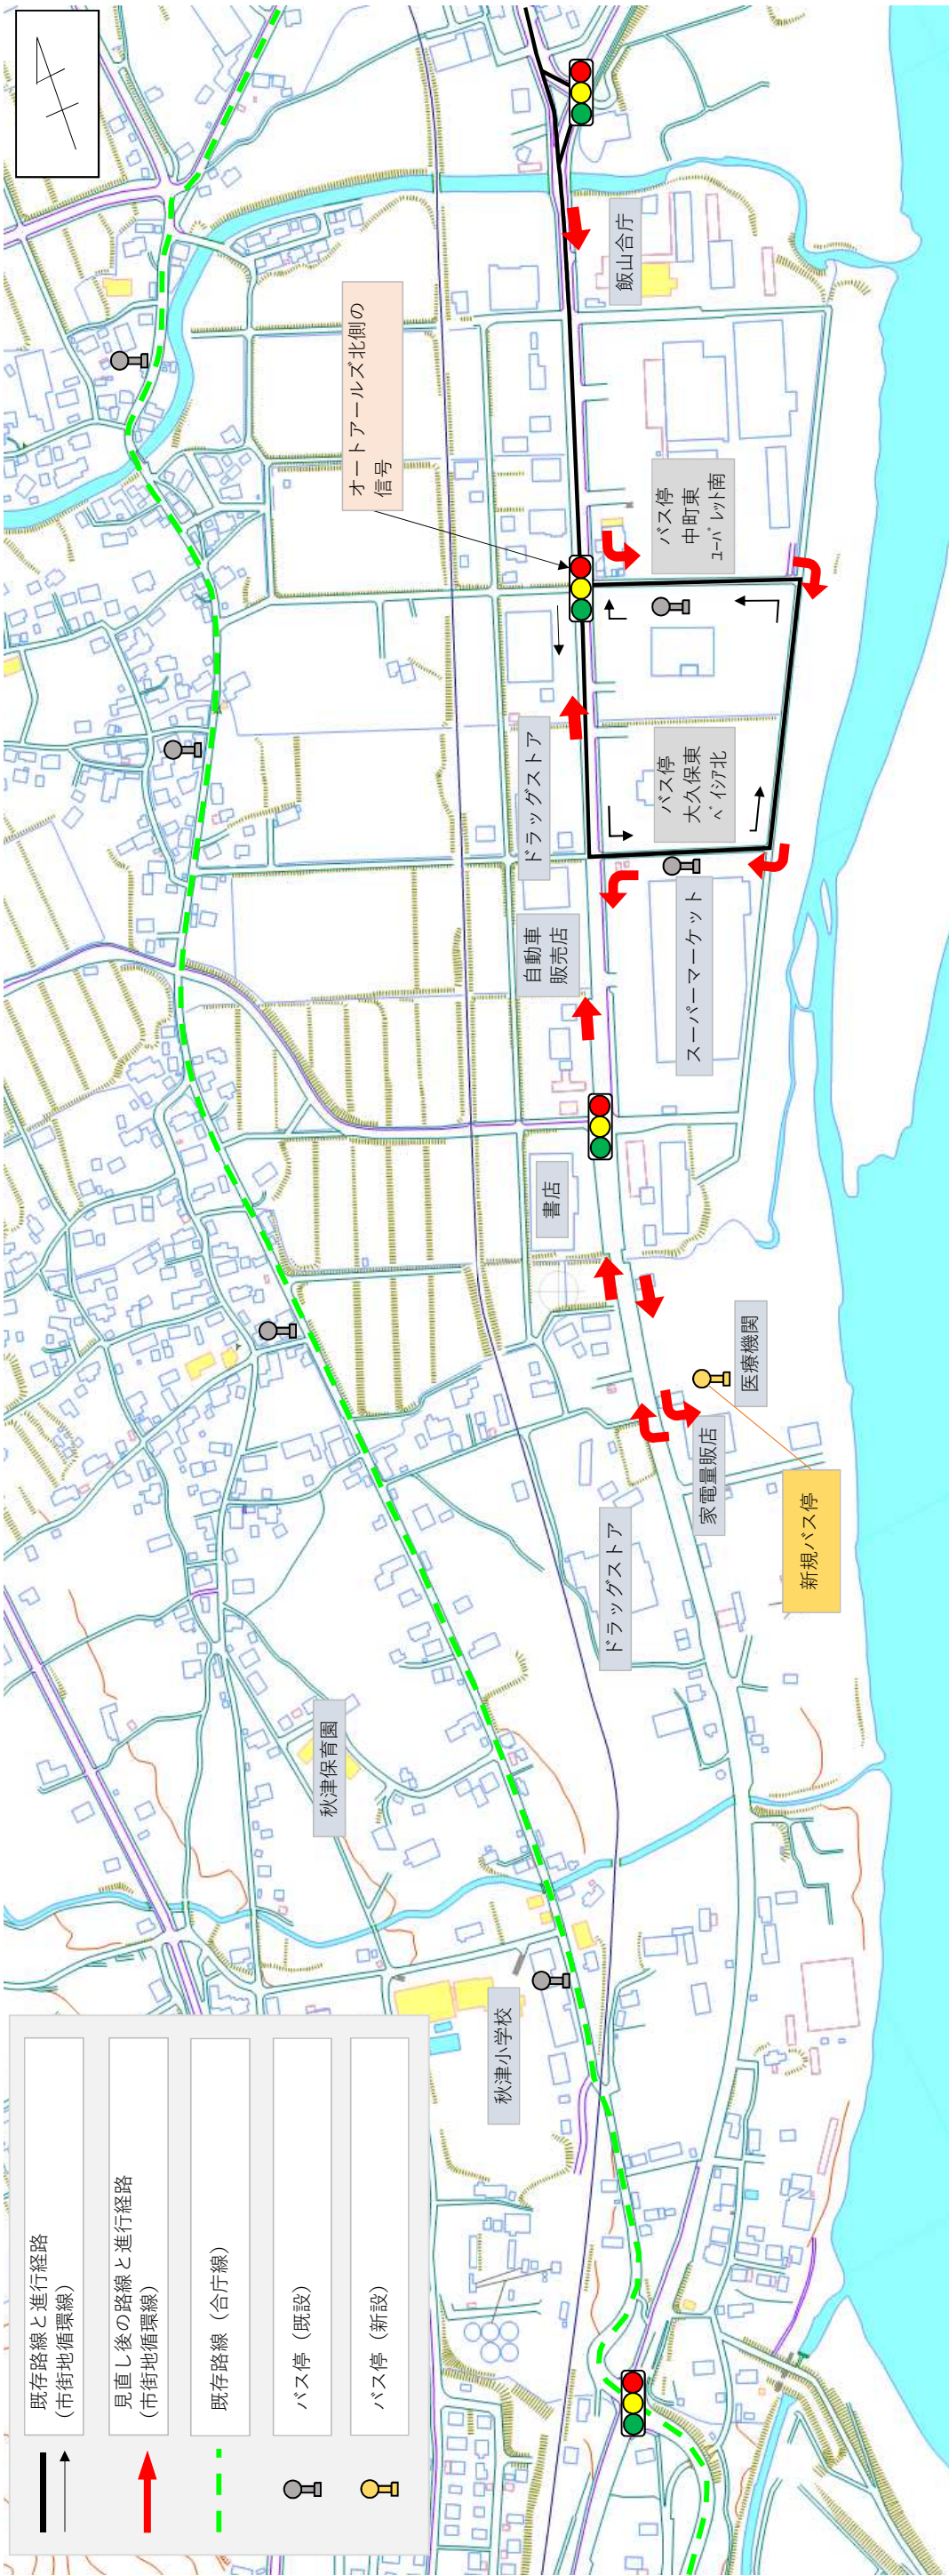 既存路線と進行経路
(市街地循環線)
見直し後の路線と進行経路
(市街地循環線)
既存路線（合庁線）
バス停（既設）
バス停（新設）
秋津小学校
秋津保育園
ドラッグストア
家電量販店
新規バス停
医療機関
書店
自動車
販売店
スーパーマーケット
ドラッグストア
バス停
大久保東
ﾍﾞｲｼｱ北
オートアールズ北側の
信号
バス停
中町東
ﾕｰﾊﾟﾚｯﾄ南
飯山合庁